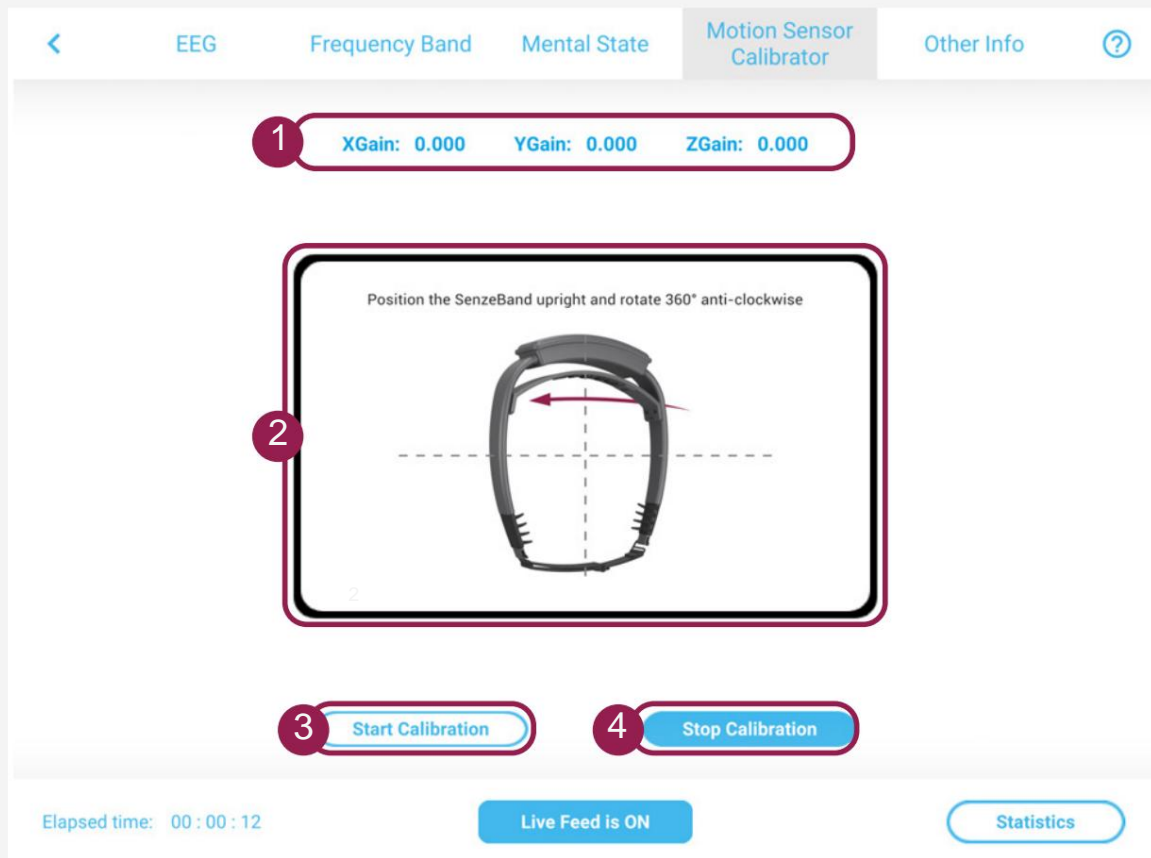 EEG Frequency Band Mental State Motion Sensor Calibrator Other Info ?
1 XGain: 0.000 YGain: 0.000 ZGain: 0.000
Position the SenzeBand upright and rotate 360° anti-clockwise
2
2
3 Start Calibration 4 Stop Calibration
Elapsed time: 00 : 00 : 12 Live Feed is ON Statistics